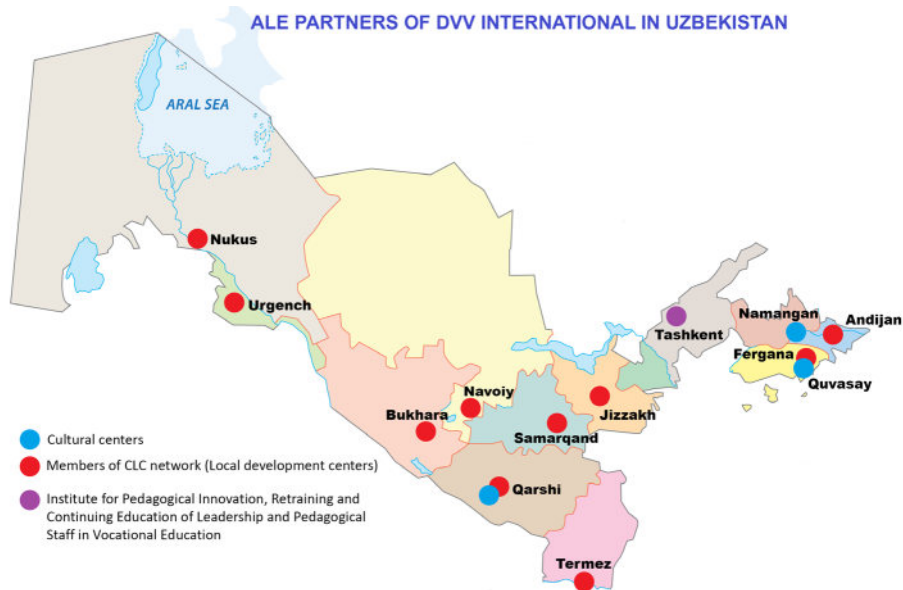 ALE PARTNERS OF DVV INTERNATIONAL IN UZBEKISTAN
ARAL SEA
Nukus
Urgench
Tashkent
Namangan
Andijan
Fergana
Quvasay
Navoiy
Bukhara
Jizzakh
Samarqand
Qarshi
Termez
Cultural centers
Members of CLC network (Local development centers)
Institute for Pedagogical Innovation, Retraining and
Continuing Education of Leadership and Pedagogical
Staff in Vocational Education